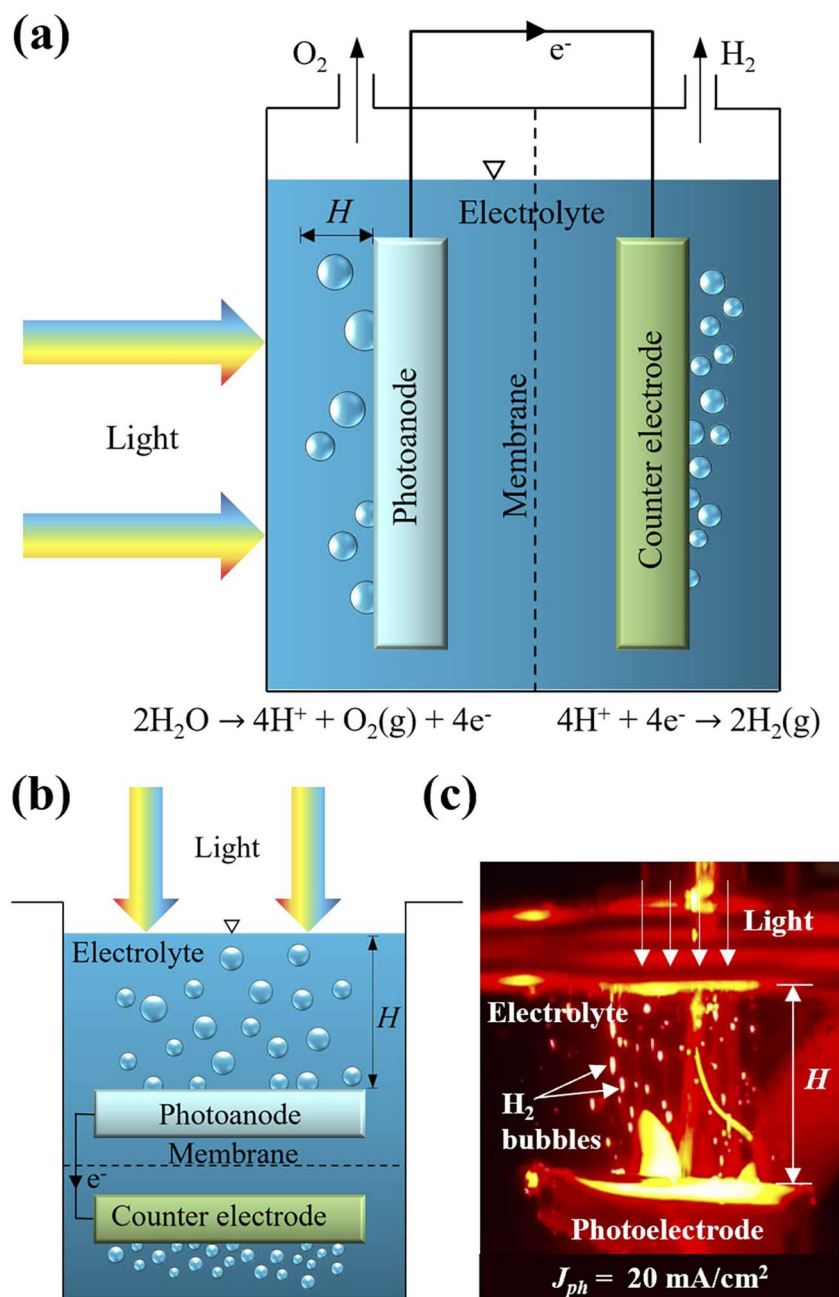 (a)
O₂
e⁻
H₂
H
Electrolyte
Light
Photoanode
Membrane
Counter electrode
2H₂O → 4H⁺ + O₂(g) + 4e⁻
4H⁺ + 4e⁻ → 2H₂(g)
(b)
Light
Electrolyte
H
Photoanode
Membrane
e⁻
Counter electrode
(c)
Light
Electrolyte
H
H₂
bubbles
Photoelectrode
J_ph = 20 mA/cm²